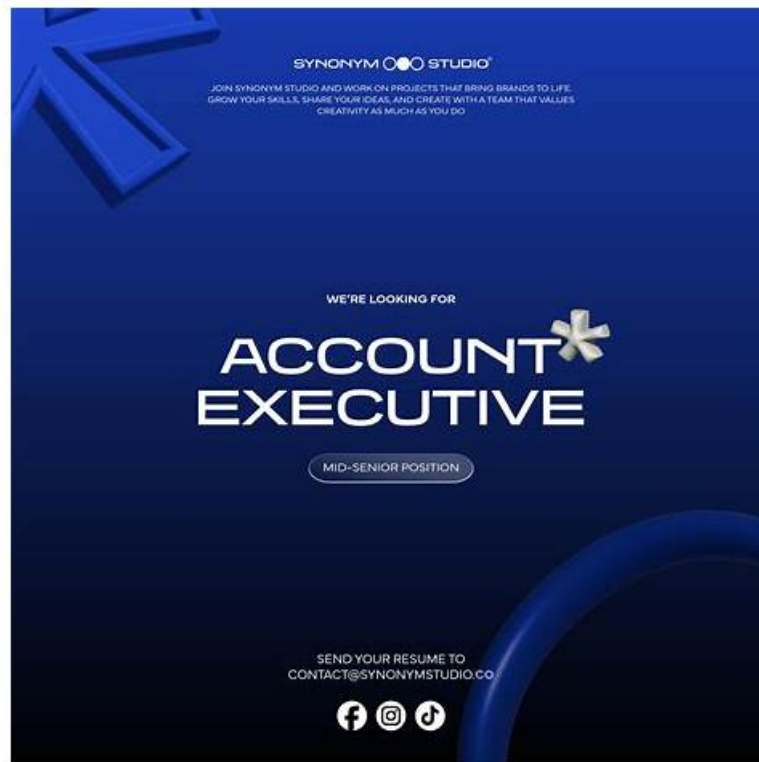 SYNONYM STUDIO®
JOIN SYNONYM STUDIO AND WORK ON PROJECTS THAT BRING BRANDS TO LIFE.
GROW YOUR SKILLS, SHARE YOUR IDEAS, AND CREATE WITH A TEAM THAT VALUES
CREATIVITY AS MUCH AS YOU DO
WE'RE LOOKING FOR
ACCOUNT
EXECUTIVE
MID-SENIOR POSITION
SEND YOUR RESUME TO
CONTACT@SYNONYMSTUDIO.CO